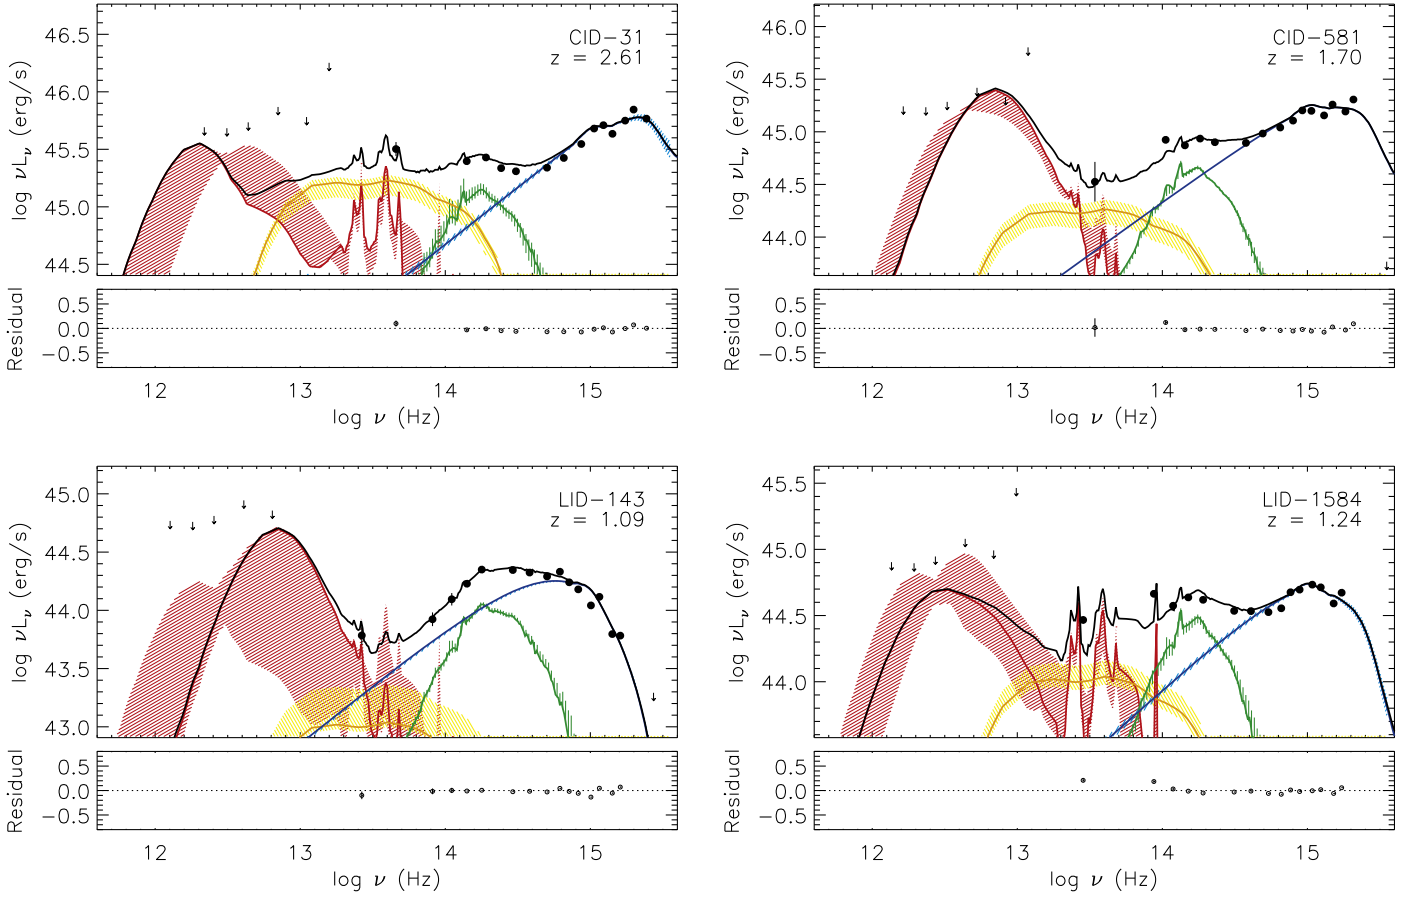 CID−31
z = 2.61
log νLν (erg/s)
46.5
46.0
45.5
45.0
44.5
Residual
0.5
0.0
−0.5
12 13 14 15
log ν (Hz)
CID−581
z = 1.70
log νLν (erg/s)
46.0
45.5
45.0
44.5
44.0
Residual
0.5
0.0
−0.5
12 13 14 15
log ν (Hz)
LID−143
z = 1.09
log νLν (erg/s)
45.0
44.5
44.0
43.5
43.0
Residual
0.5
0.0
−0.5
12 13 14 15
log ν (Hz)
LID−1584
z = 1.24
log νLν (erg/s)
45.5
45.0
44.5
44.0
Residual
0.5
0.0
−0.5
12 13 14 15
log ν (Hz)